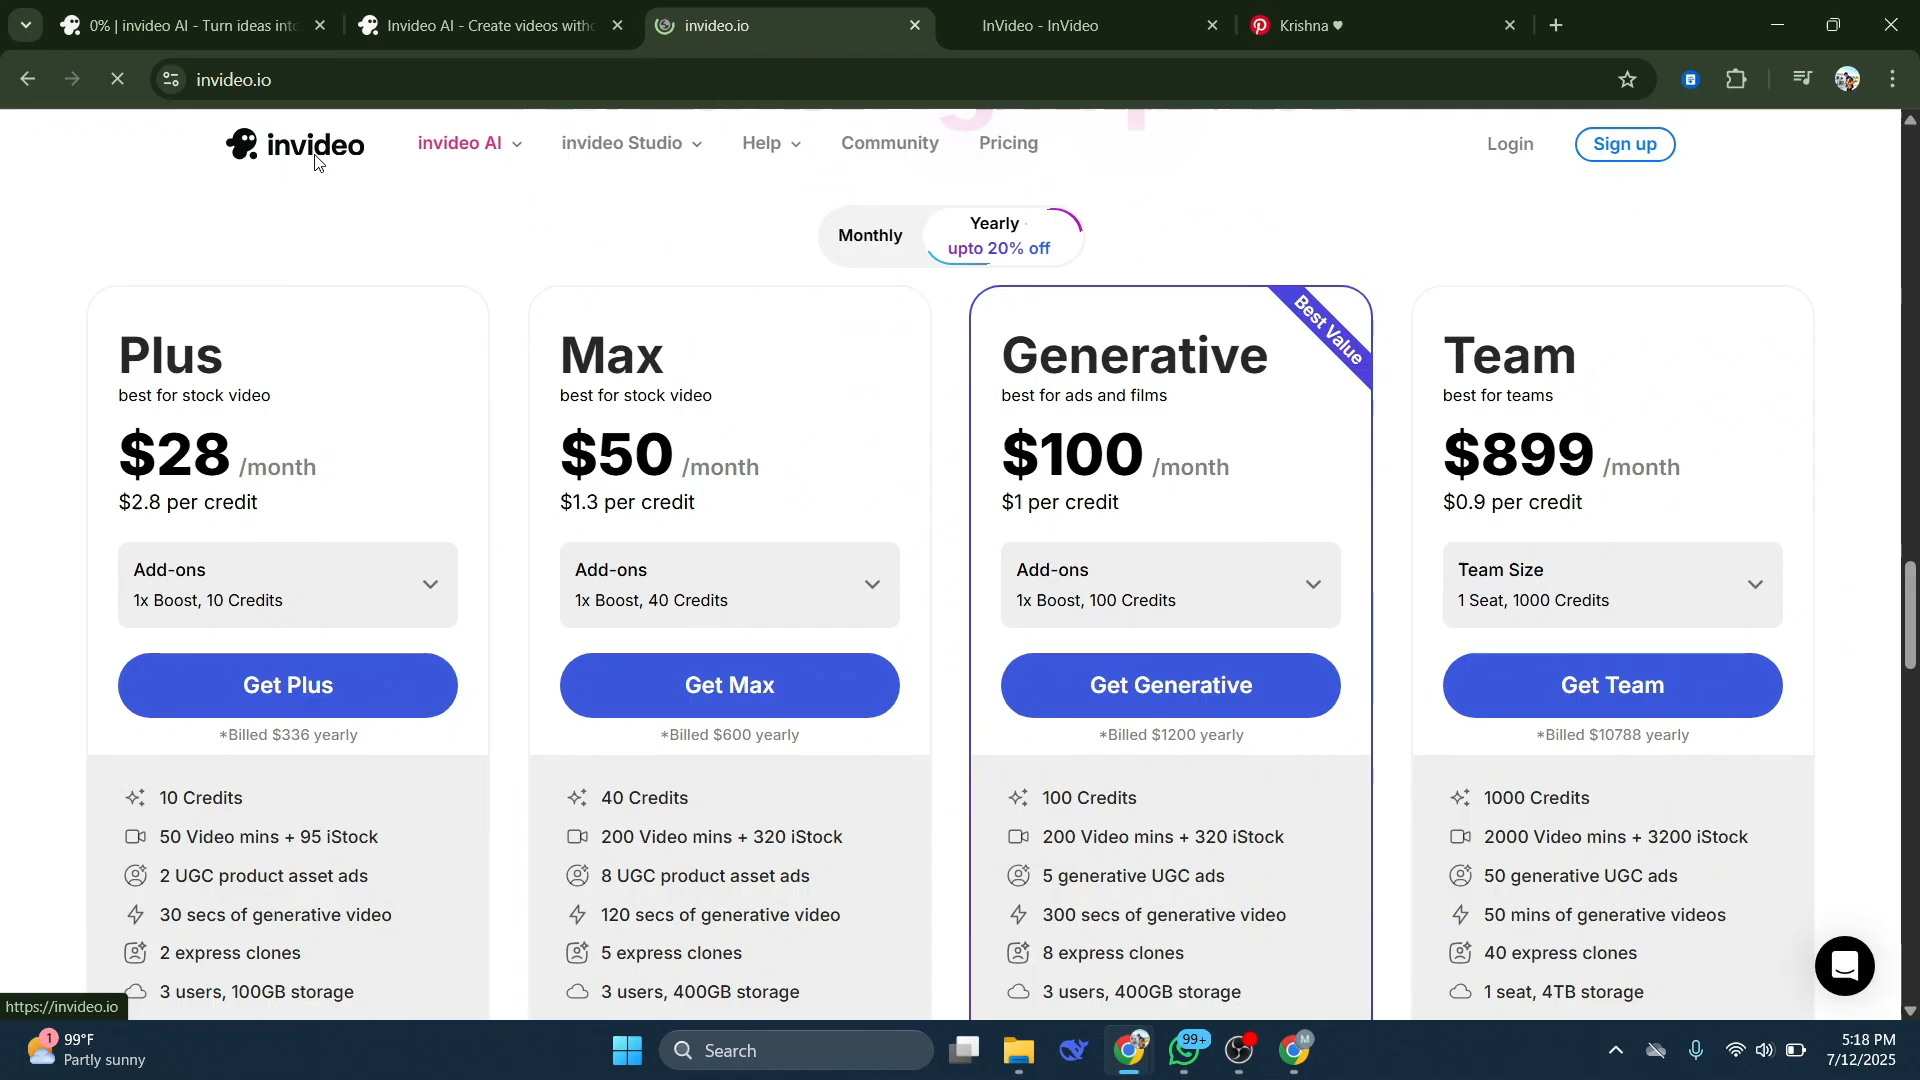 0% | invideo AI - Turn ideas into
Invideo AI - Create videos witho
invideo.io
InVideo - InVideo
Krishna ♥
invideo.io
invideo
invideo AI
invideo Studio
Help
Community
Pricing
Login
Sign up
Monthly
Yearly
upto 20% off
Plus
best for stock video
$28 /month
$2.8 per credit
Add-ons
1x Boost, 10 Credits
Get Plus
*Billed $336 yearly
10 Credits
50 Video mins + 95 iStock
2 UGC product asset ads
30 secs of generative video
2 express clones
3 users, 100GB storage
Max
best for stock video
$50 /month
$1.3 per credit
Add-ons
1x Boost, 40 Credits
Get Max
*Billed $600 yearly
40 Credits
200 Video mins + 320 iStock
8 UGC product asset ads
120 secs of generative video
5 express clones
3 users, 400GB storage
Best Value
Generative
best for ads and films
$100 /month
$1 per credit
Add-ons
1x Boost, 100 Credits
Get Generative
*Billed $1200 yearly
100 Credits
200 Video mins + 320 iStock
5 generative UGC ads
300 secs of generative video
8 express clones
3 users, 400GB storage
Team
best for teams
$899 /month
$0.9 per credit
Team Size
1 Seat, 1000 Credits
Get Team
*Billed $10788 yearly
1000 Credits
2000 Video mins + 3200 iStock
50 generative UGC ads
50 mins of generative videos
40 express clones
1 seat, 4TB storage
https://invideo.io
1
99°F
Partly sunny
Search
99+
M
5:18 PM
7/12/2025